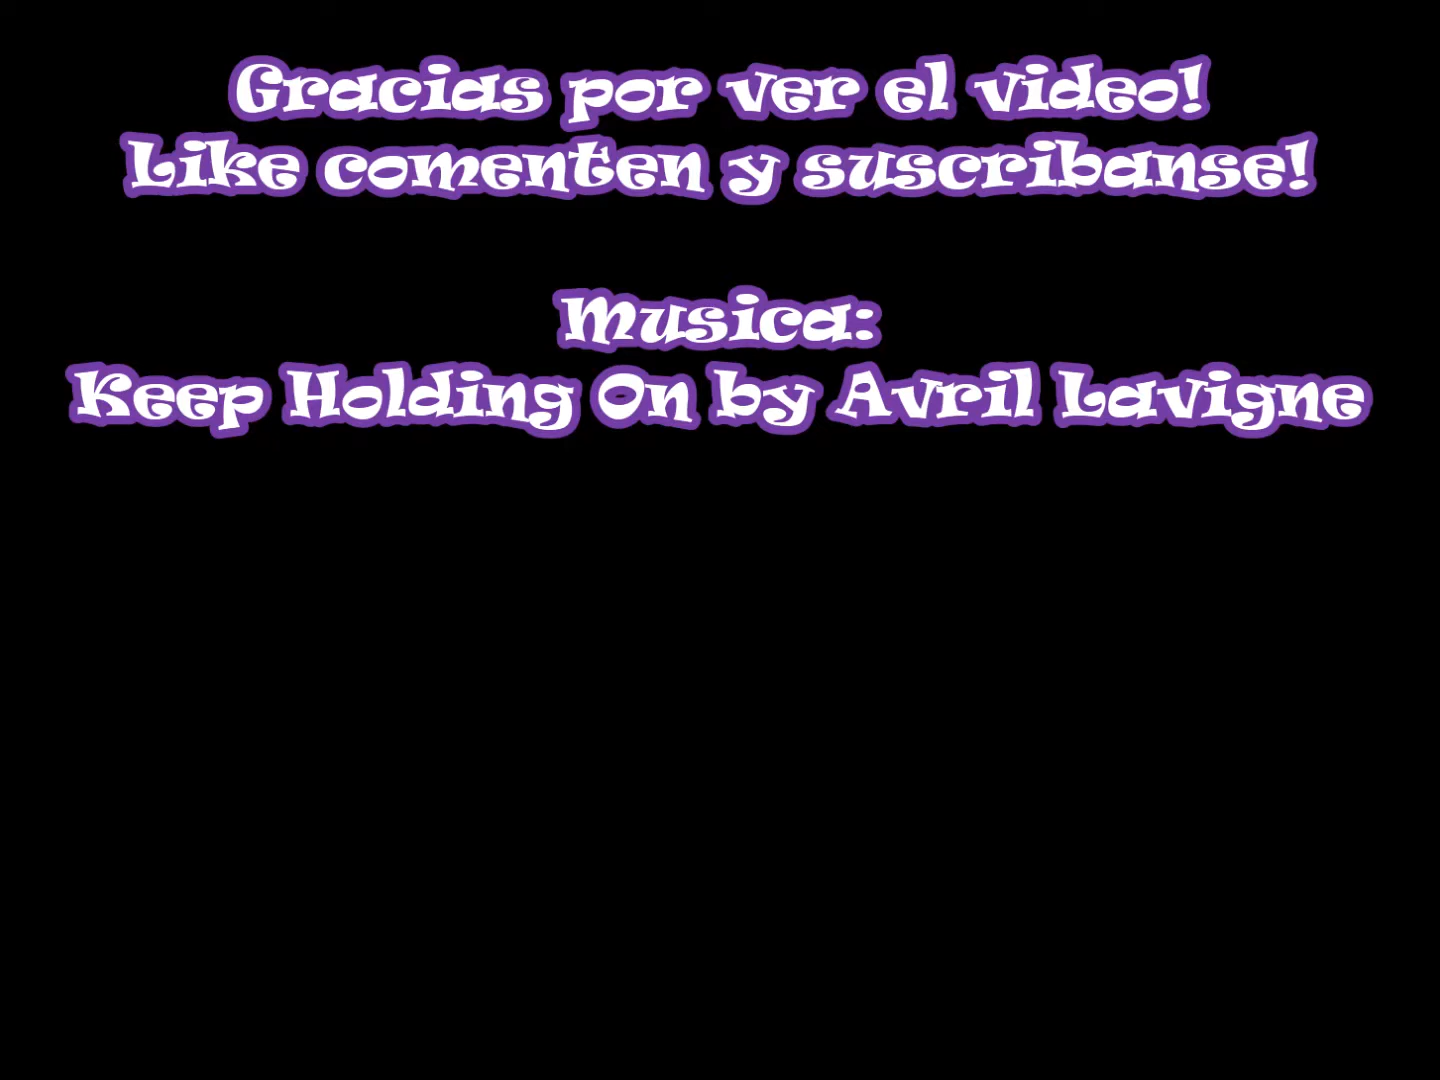 Gracias por ver el video!
Like comenten y suscribanse!
Musica:
Keep Holding On by Avril Lavigne